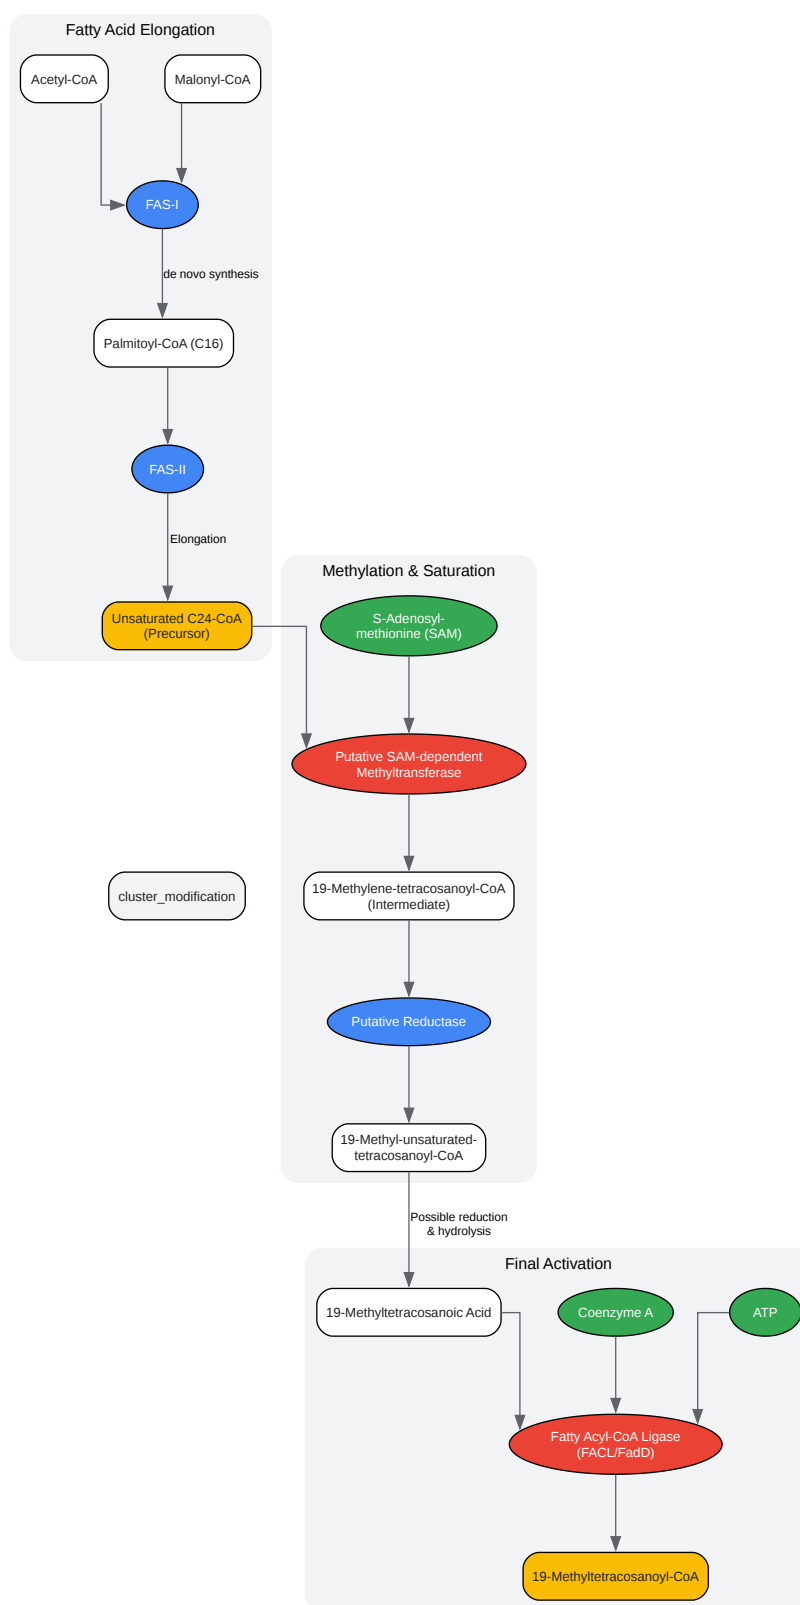 Fatty Acid Elongation
Acetyl-CoA
Malonyl-CoA
FAS-I
de novo synthesis
Palmitoyl-CoA (C16)
FAS-II
Elongation
Unsaturated C24-CoA
(Precursor)
Methylation & Saturation
S-Adenosyl-
methionine (SAM)
Putative SAM-dependent
Methyltransferase
cluster_modification
19-Methylene-tetracosanoyl-CoA
(Intermediate)
Putative Reductase
19-Methyl-unsaturated-
tetracosanoyl-CoA
Possible reduction
& hydrolysis
Final Activation
19-Methyltetracosanoic Acid
Coenzyme A
ATP
Fatty Acyl-CoA Ligase
(FACL/FadD)
19-Methyltetracosanoyl-CoA